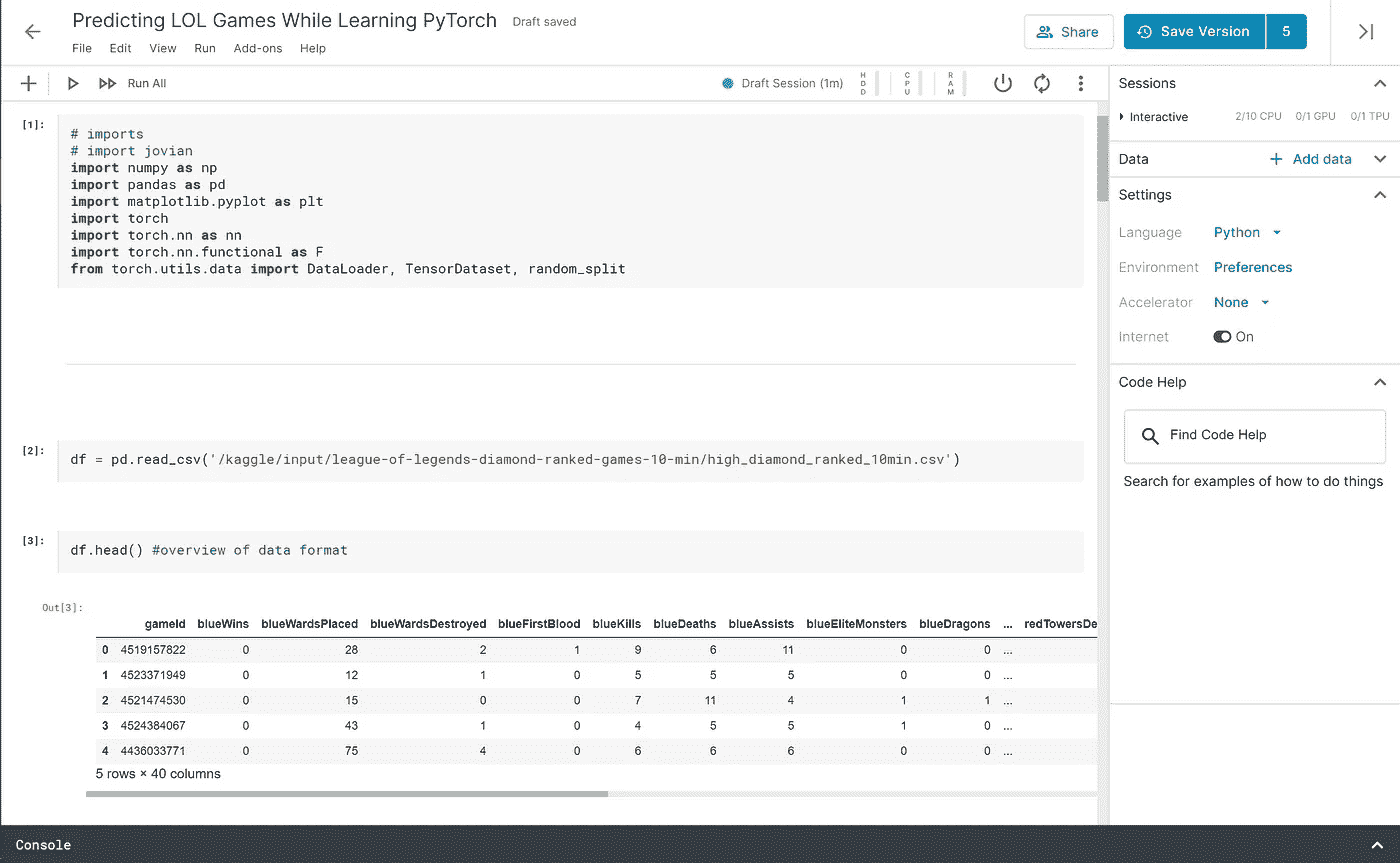 Predicting LOL Games While Learning PyTorch Draft saved
File Edit View Run Add-ons Help
Share
Save Version 5
Run All
Draft Session (1m)
HDD
CPU
RAM
[1]:
# imports
# import jovian
import numpy as np
import pandas as pd
import matplotlib.pyplot as plt
import torch
import torch.nn as nn
import torch.nn.functional as F
from torch.utils.data import DataLoader, TensorDataset, random_split
[2]:
df = pd.read_csv('/kaggle/input/league-of-legends-diamond-ranked-games-10-min/high_diamond_ranked_10min.csv')
[3]:
df.head() #overview of data format
Out[3]:
gameId blueWins blueWardsPlaced blueWardsDestroyed blueFirstBlood blueKills blueDeaths blueAssists blueEliteMonsters blueDragons ... redTowersDe
0 4519157822 0 28 2 1 9 6 11 0 0 ...
1 4523371949 0 12 1 0 5 5 5 0 0 ...
2 4521474530 0 15 0 0 7 11 4 1 1 ...
3 4524384067 0 43 1 0 4 5 5 1 0 ...
4 4436033771 0 75 4 0 6 6 6 0 0 ...
5 rows × 40 columns
Sessions
Interactive 2/10 CPU 0/1 GPU 0/1 TPU
Data + Add data
Settings
Language Python
Environment Preferences
Accelerator None
Internet On
Code Help
Find Code Help
Search for examples of how to do things
Console